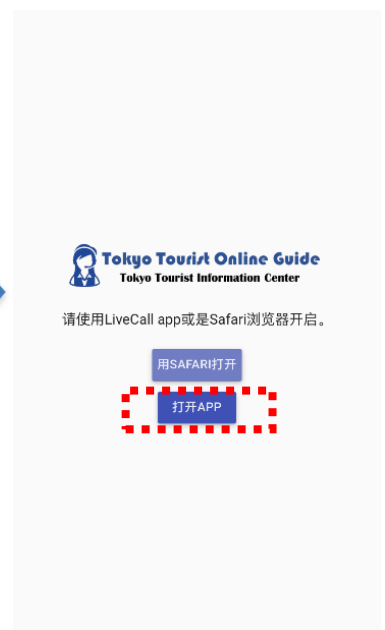 Tokyo Tourist Online Guide
Tokyo Tourist Information Center
请使用LiveCall app或是Safari浏览器开启。
用SAFARI打开
打开APP